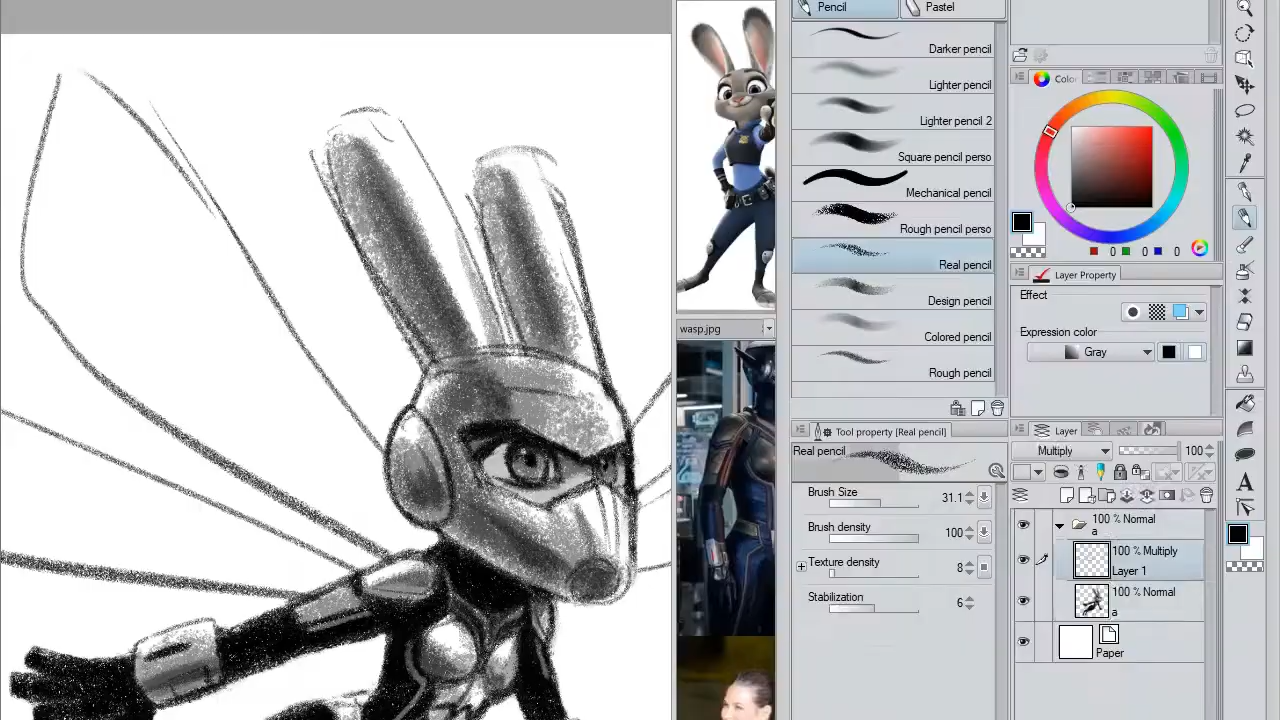 Pencil
Pastel
Darker pencil
Lighter pencil
Lighter pencil 2
Square pencil perso
Mechanical pencil
Rough pencil perso
Real pencil
Design pencil
Colored pencil
Rough pencil
wasp.jpg
Tool property [Real pencil]
Real pencil
Brush Size 31.1
Brush density 100
Texture density 8
Stabilization 6
Color
0 0 0
Layer Property
Effect
Expression color
Gray
Layer
Multiply 100
100 % Normal
a
100 % Multiply
Layer 1
100 % Normal
a
Paper